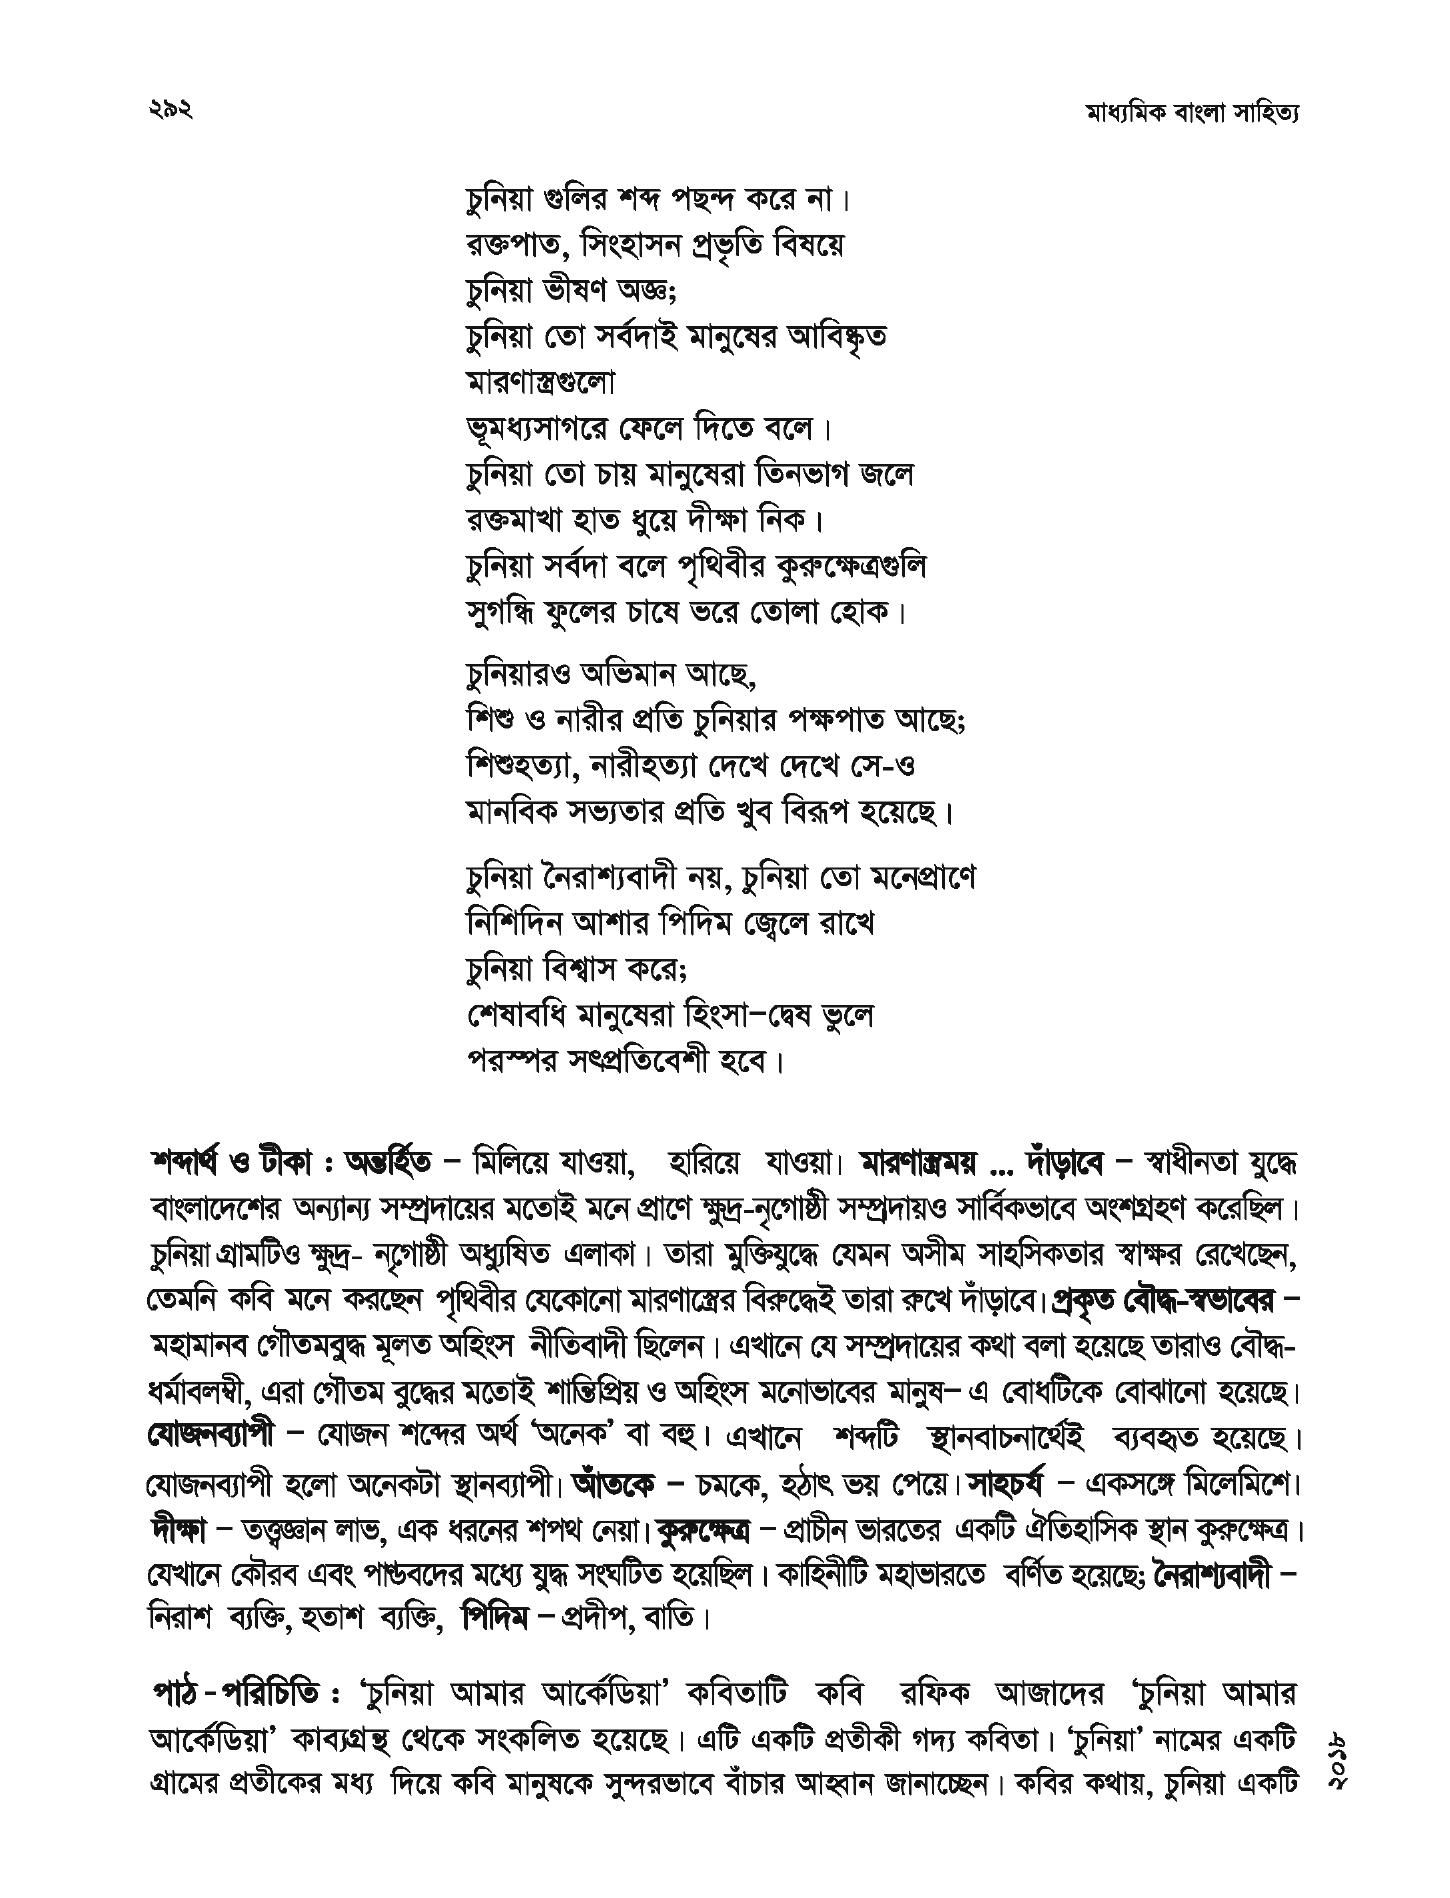 ২৯২
মাধ্যমিক বাংলা সাহিত্য
চুনিয়া গুলির শব্দ পছন্দ করে না।
রক্তপাত, সিংহাসন প্রভৃতি বিষয়ে
চুনিয়া ভীষণ অজ্ঞ;
চুনিয়া তো সর্বদাই মানুষের আবিষ্কৃত
মারণাস্ত্রগুলো
ভূমধ্যসাগরে ফেলে দিতে বলে।
চুনিয়া তো চায় মানুষেরা তিনভাগ জলে
রক্তমাখা হাত ধুয়ে দীক্ষা নিক।
চুনিয়া সর্বদা বলে পৃথিবীর কুরুক্ষেত্রগুলি
সুগন্ধি ফুলের চাষে ভরে তোলা হোক।
চুনিয়ারও অভিমান আছে,
শিশু ও নারীর প্রতি চুনিয়ার পক্ষপাত আছে;
শিশুহত্যা, নারীহত্যা দেখে দেখে সে-ও
মানবিক সভ্যতার প্রতি খুব বিরূপ হয়েছে।
চুনিয়া নৈরাশ্যবাদী নয়, চুনিয়া তো মনেপ্রাণে
নিশিদিন আশার পিদিম জ্বেলে রাখে
চুনিয়া বিশ্বাস করে;
শেষাবধি মানুষেরা হিংসা–দ্বেষ ভুলে
পরস্পর সৎপ্রতিবেশী হবে।
শব্দার্থ ও টীকা : অন্তর্হিত – মিলিয়ে যাওয়া, হারিয়ে যাওয়া। মারণাস্ত্রময় ... দাঁড়াবে – স্বাধীনতা যুদ্ধে
বাংলাদেশের অন্যান্য সম্প্রদায়ের মতোই মনে প্রাণে ক্ষুদ্র-নৃগোষ্ঠী সম্প্রদায়ও সার্বিকভাবে অংশগ্রহণ করেছিল।
চুনিয়া গ্রামটিও ক্ষুদ্র- নৃগোষ্ঠী অধ্যুষিত এলাকা। তারা মুক্তিযুদ্ধে যেমন অসীম সাহসিকতার স্বাক্ষর রেখেছেন,
তেমনি কবি মনে করছেন পৃথিবীর যেকোনো মারণাস্ত্রের বিরুদ্ধেই তারা রুখে দাঁড়াবে। প্রকৃত বৌদ্ধ-স্বভাবের –
মহামানব গৌতমবুদ্ধ মূলত অহিংস নীতিবাদী ছিলেন। এখানে যে সম্প্রদায়ের কথা বলা হয়েছে তারাও বৌদ্ধ-
ধর্মাবলম্বী, এরা গৌতম বুদ্ধের মতোই শান্তিপ্রিয় ও অহিংস মনোভাবের মানুষ– এ বোধটিকে বোঝানো হয়েছে।
যোজনব্যাপী – যোজন শব্দের অর্থ ‘অনেক’ বা বহু। এখানে শব্দটি স্থানবাচনার্থেই ব্যবহৃত হয়েছে।
যোজনব্যাপী হলো অনেকটা স্থানব্যাপী। আঁতকে – চমকে, হঠাৎ ভয় পেয়ে। সাহচর্য – একসঙ্গে মিলেমিশে।
দীক্ষা – তত্ত্বজ্ঞান লাভ, এক ধরনের শপথ নেয়া। কুরুক্ষেত্র – প্রাচীন ভারতের একটি ঐতিহাসিক স্থান কুরুক্ষেত্র।
যেখানে কৌরব এবং পাণ্ডবদের মধ্যে যুদ্ধ সংঘটিত হয়েছিল। কাহিনীটি মহাভারতে বর্ণিত হয়েছে; নৈরাশ্যবাদী –
নিরাশ ব্যক্তি, হতাশ ব্যক্তি, পিদিম – প্রদীপ, বাতি।
পাঠ - পরিচিতি : ‘চুনিয়া আমার আর্কেডিয়া’ কবিতাটি কবি রফিক আজাদের ‘চুনিয়া আমার
আর্কেডিয়া’ কাব্যগ্রন্থ থেকে সংকলিত হয়েছে। এটি একটি প্রতীকী গদ্য কবিতা। ‘চুনিয়া’ নামের একটি
গ্রামের প্রতীকের মধ্য দিয়ে কবি মানুষকে সুন্দরভাবে বাঁচার আহ্বান জানাচ্ছেন। কবির কথায়, চুনিয়া একটি
২০১৮